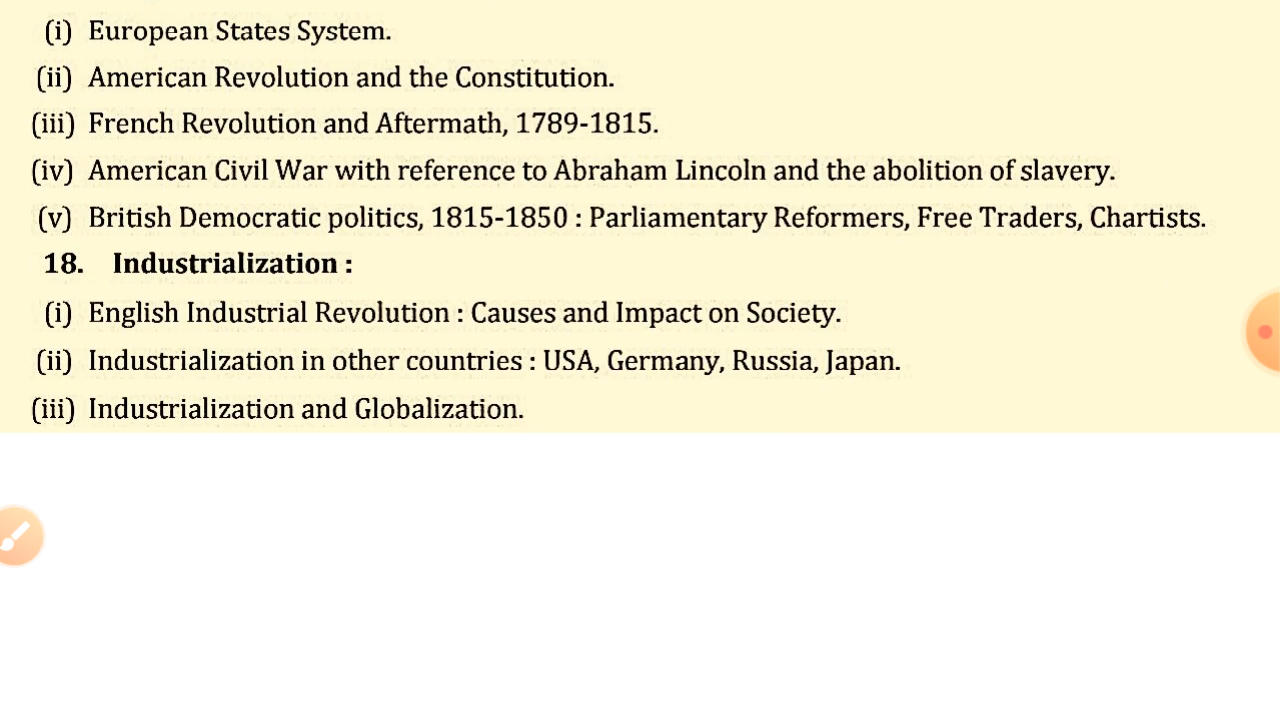 (i) European States System.
(ii) American Revolution and the Constitution.
(iii) French Revolution and Aftermath, 1789-1815.
(iv) American Civil War with reference to Abraham Lincoln and the abolition of slavery.
(v) British Democratic politics, 1815-1850 : Parliamentary Reformers, Free Traders, Chartists.
18. Industrialization :
(i) English Industrial Revolution : Causes and Impact on Society.
(ii) Industrialization in other countries : USA, Germany, Russia, Japan.
(iii) Industrialization and Globalization.